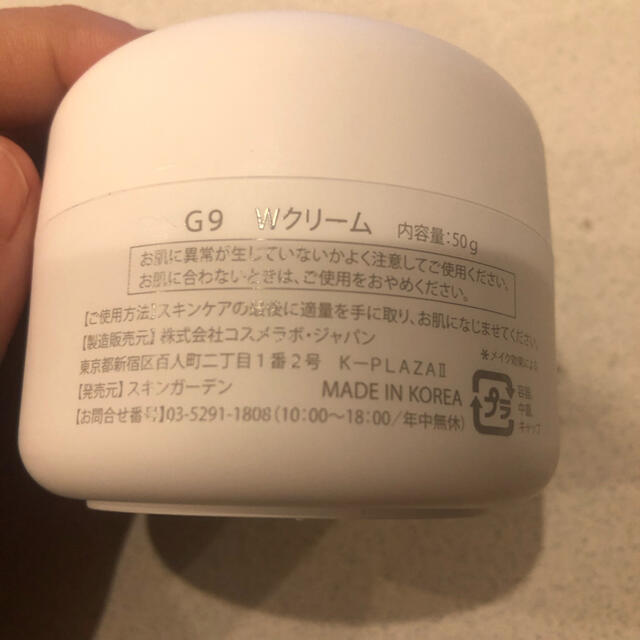 G9 Wクリーム 内容量:50g
お肌に異常が生じていないかよく注意してご使用ください。
お肌に合わないときは、ご使用をおやめください。
【ご使用方法】スキンケアの最後に適量を手に取り、お肌になじませてください。
【製造販売元】株式会社コスメラボ・ジャパン
※メイク効果による
東京都新宿区百人町二丁目1番2号 K-PLAZAⅡ
【発売元】スキンガーデン MADE IN KOREA
【お問合せ番号】03-5291-1808(10:00〜18:00/年中無休)
プラ
容器、
中蓋、
キャップ